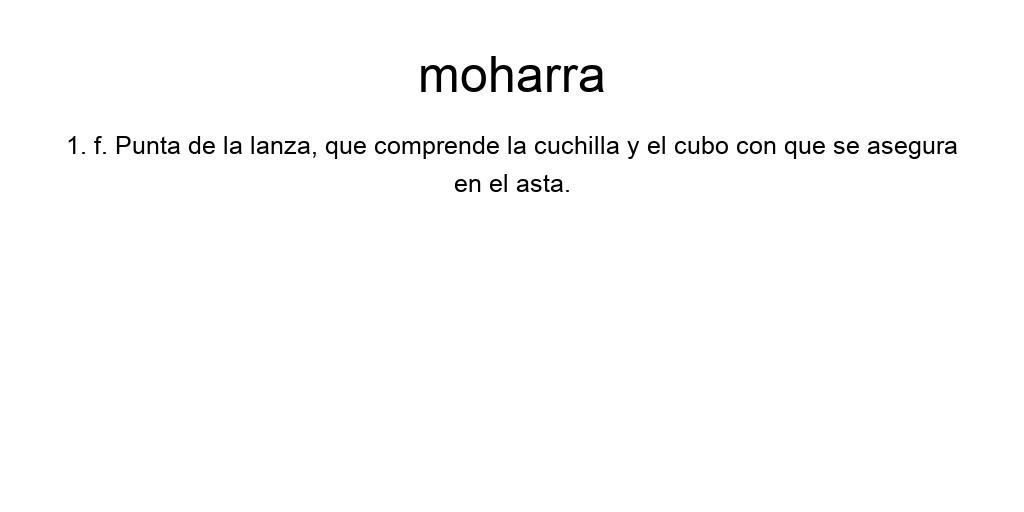 moharra
1. f. Punta de la lanza, que comprende la cuchilla y el cubo con que se asegura
en el asta.